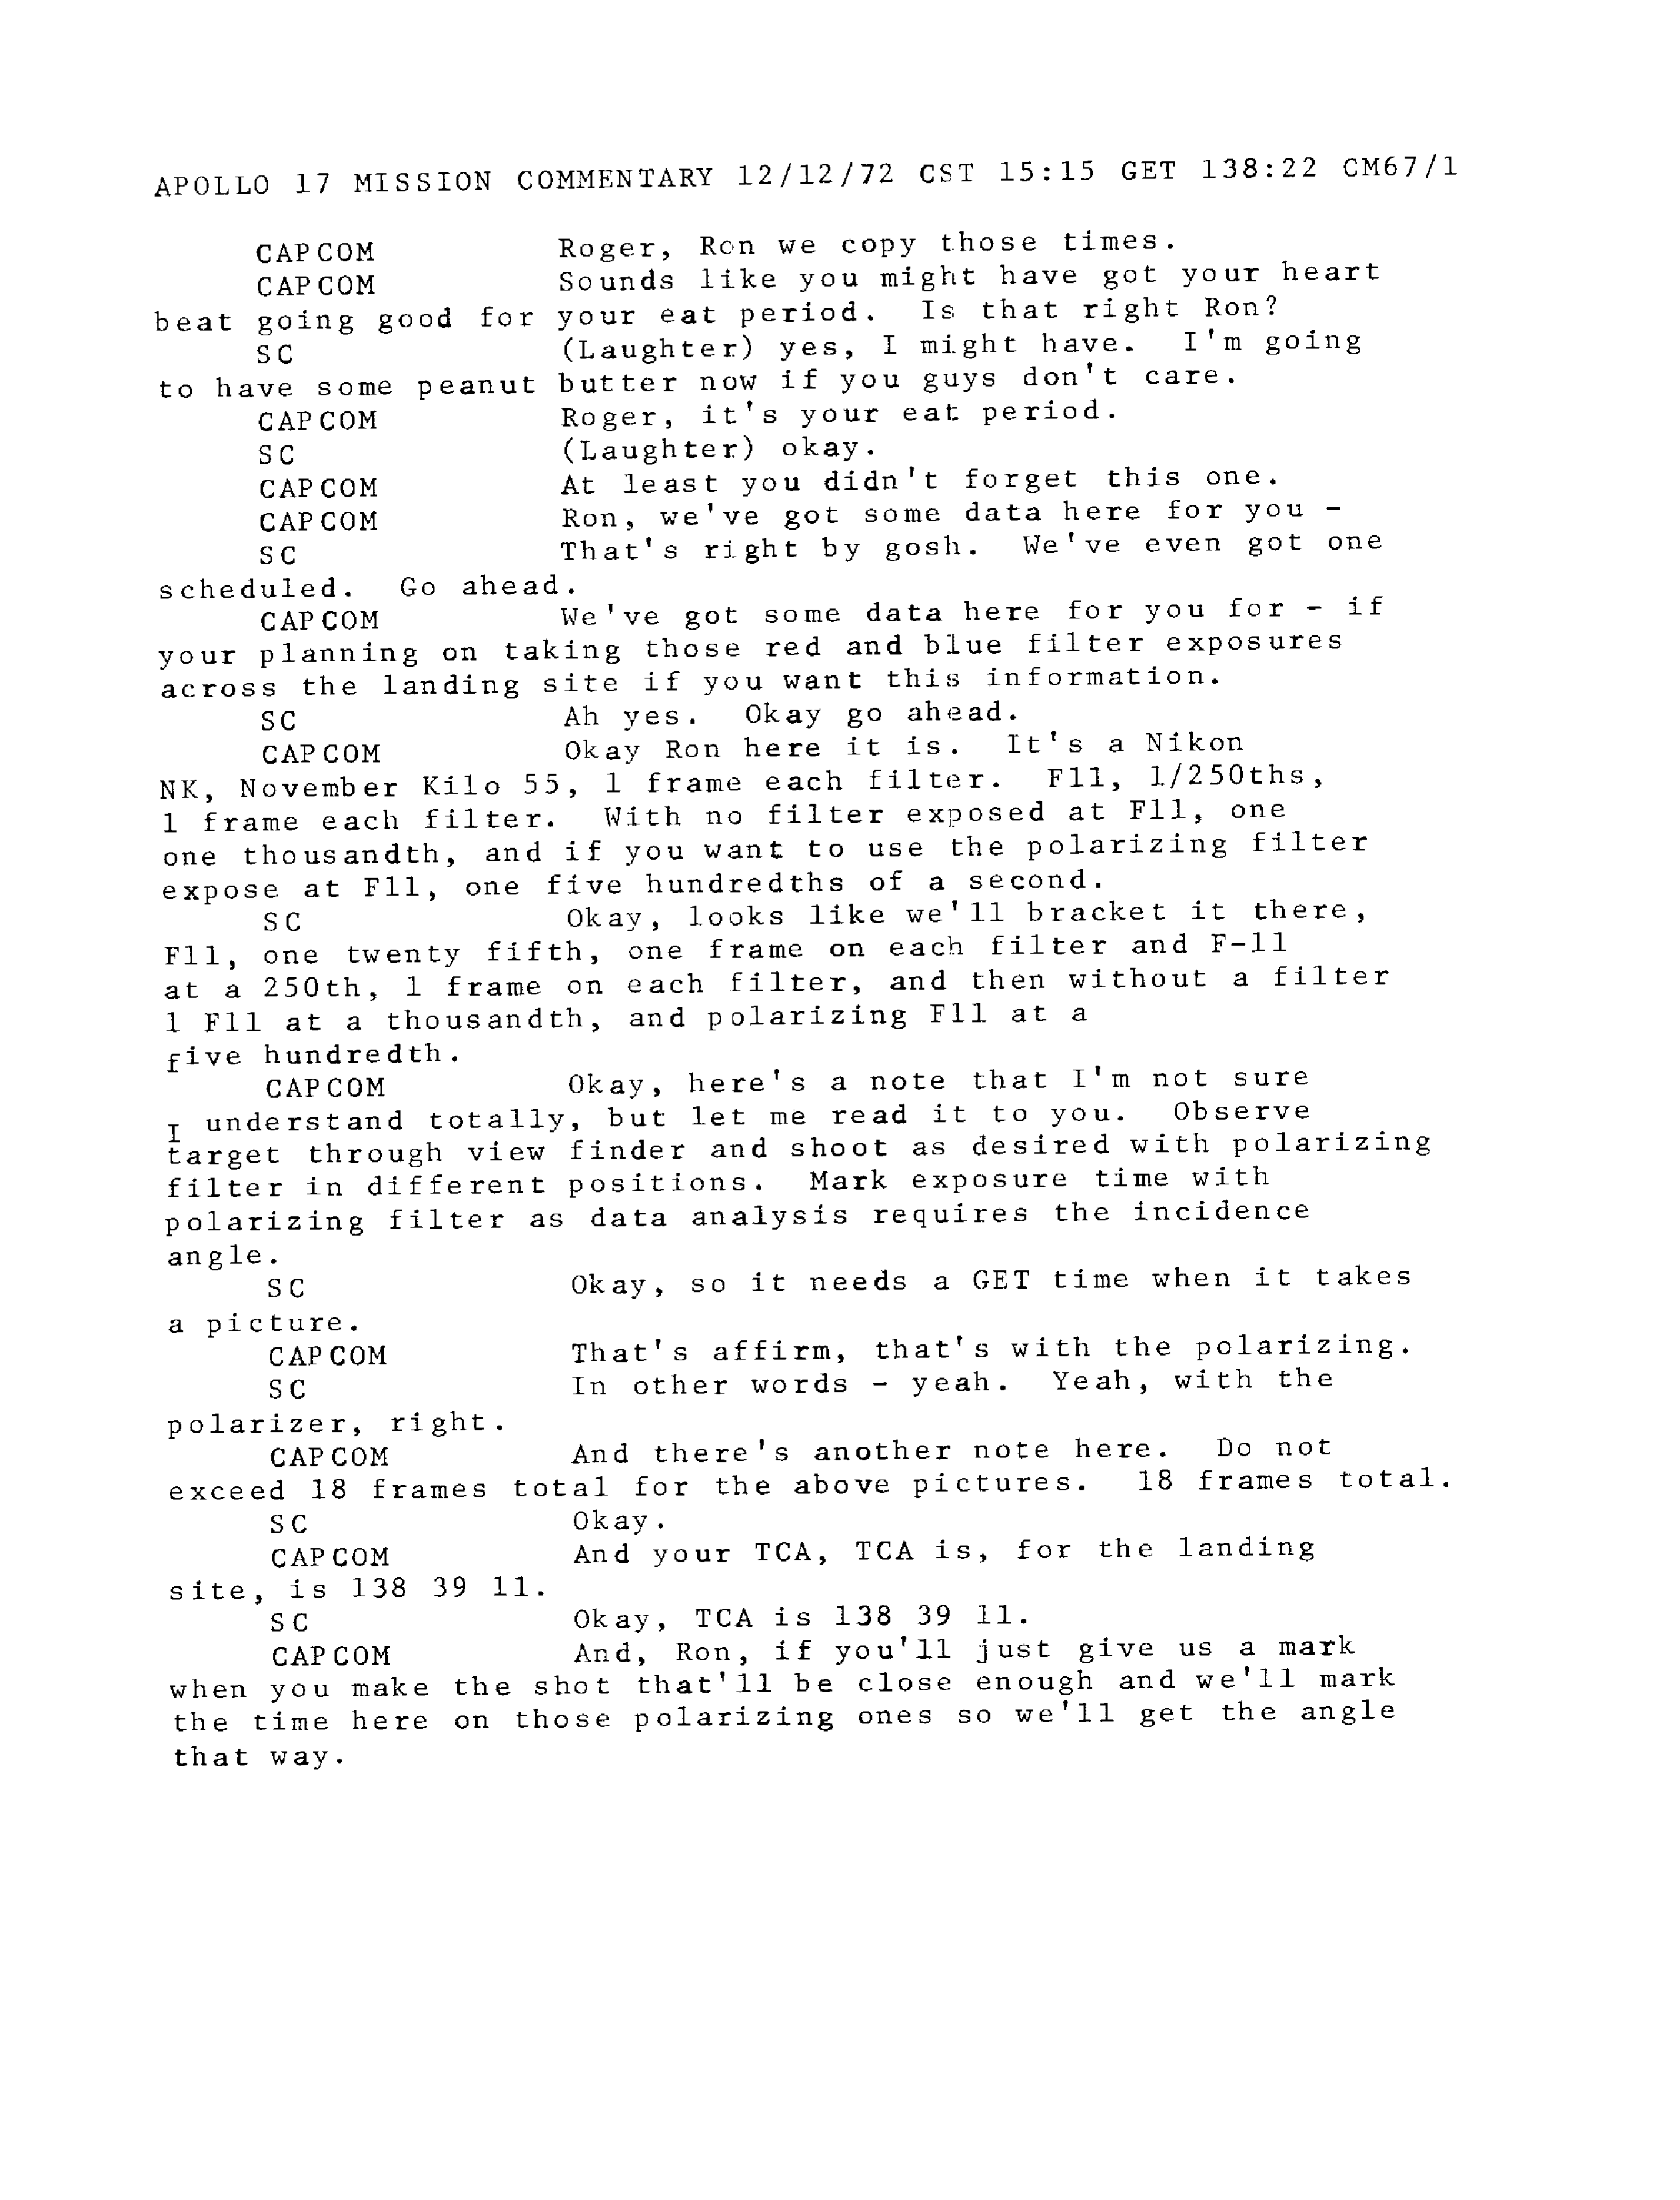 APOLLO 17 MISSION COMMENTARY 12/12/72 CST 15:15 GET 138:22 CM67/1
CAPCOM Roger, Ron we copy those times.
CAPCOM Sounds like you might have got your heart
beat going good for your eat period. Is that right Ron?
SC (Laughter) yes, I might have. I'm going
to have some peanut butter now if you guys don't care.
CAPCOM Roger, it's your eat period.
SC (Laughter) okay.
CAPCOM At least you didn't forget this one.
CAPCOM Ron, we've got some data here for you -
SC That's right by gosh. We've even got one
scheduled. Go ahead.
CAPCOM We've got some data here for you for - if
your planning on taking those red and blue filter exposures
across the landing site if you want this information.
SC Ah yes. Okay go ahead.
CAPCOM Okay Ron here it is. It's a Nikon
NK, November Kilo 55, 1 frame each filter. F11, 1/250ths,
1 frame each filter. With no filter exposed at F11, one
one thousandth, and if you want to use the polarizing filter
expose at F11, one five hundredths of a second.
SC Okay, looks like we'll bracket it there,
F11, one twenty fifth, one frame on each filter and F-11
at a 250th, 1 frame on each filter, and then without a filter
1 F11 at a thousandth, and polarizing F11 at a
five hundredth.
CAPCOM Okay, here's a note that I'm not sure
I understand totally, but let me read it to you. Observe
target through view finder and shoot as desired with polarizing
filter in different positions. Mark exposure time with
polarizing filter as data analysis requires the incidence
angle.
SC Okay, so it needs a GET time when it takes
a picture.
CAPCOM That's affirm, that's with the polarizing.
SC In other words - yeah. Yeah, with the
polarizer, right.
CAPCOM And there's another note here. Do not
exceed 18 frames total for the above pictures. 18 frames total.
SC Okay.
CAPCOM And your TCA, TCA is, for the landing
site, is 138 39 11.
SC Okay, TCA is 138 39 11.
CAPCOM And, Ron, if you'll just give us a mark
when you make the shot that'll be close enough and we'll mark
the time here on those polarizing ones so we'll get the angle
that way.